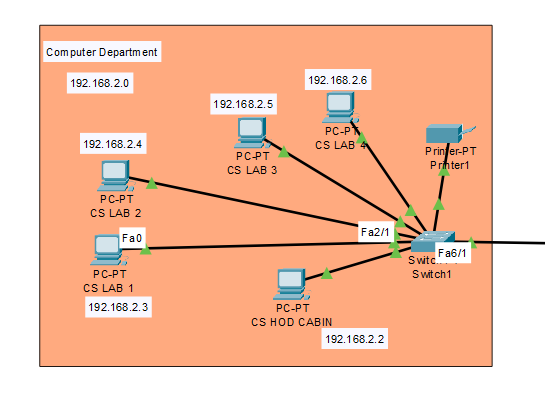 Computer Department
192.168.2.0
192.168.2.6
192.168.2.5
PC-PT
CS LAB 4
Printer-PT
Printer1
192.168.2.4
PC-PT
CS LAB 3
PC-PT
CS LAB 2
Fa0
Fa2/1
Fa6/1
Switch1
PC-PT
CS LAB 1
192.168.2.3
PC-PT
CS HOD CABIN
192.168.2.2